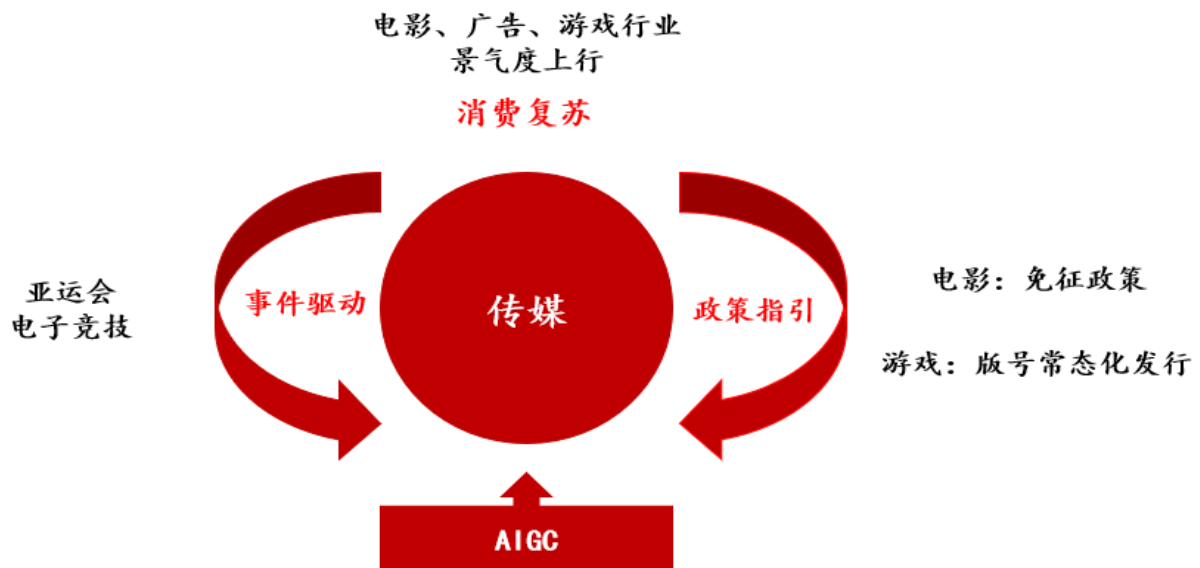 电影、广告、游戏行业
景气度上行
消费复苏
亚运会
电子竞技
事件驱动
传媒
政策指引
电影：免征政策
游戏：版号常态化发行
AIGC